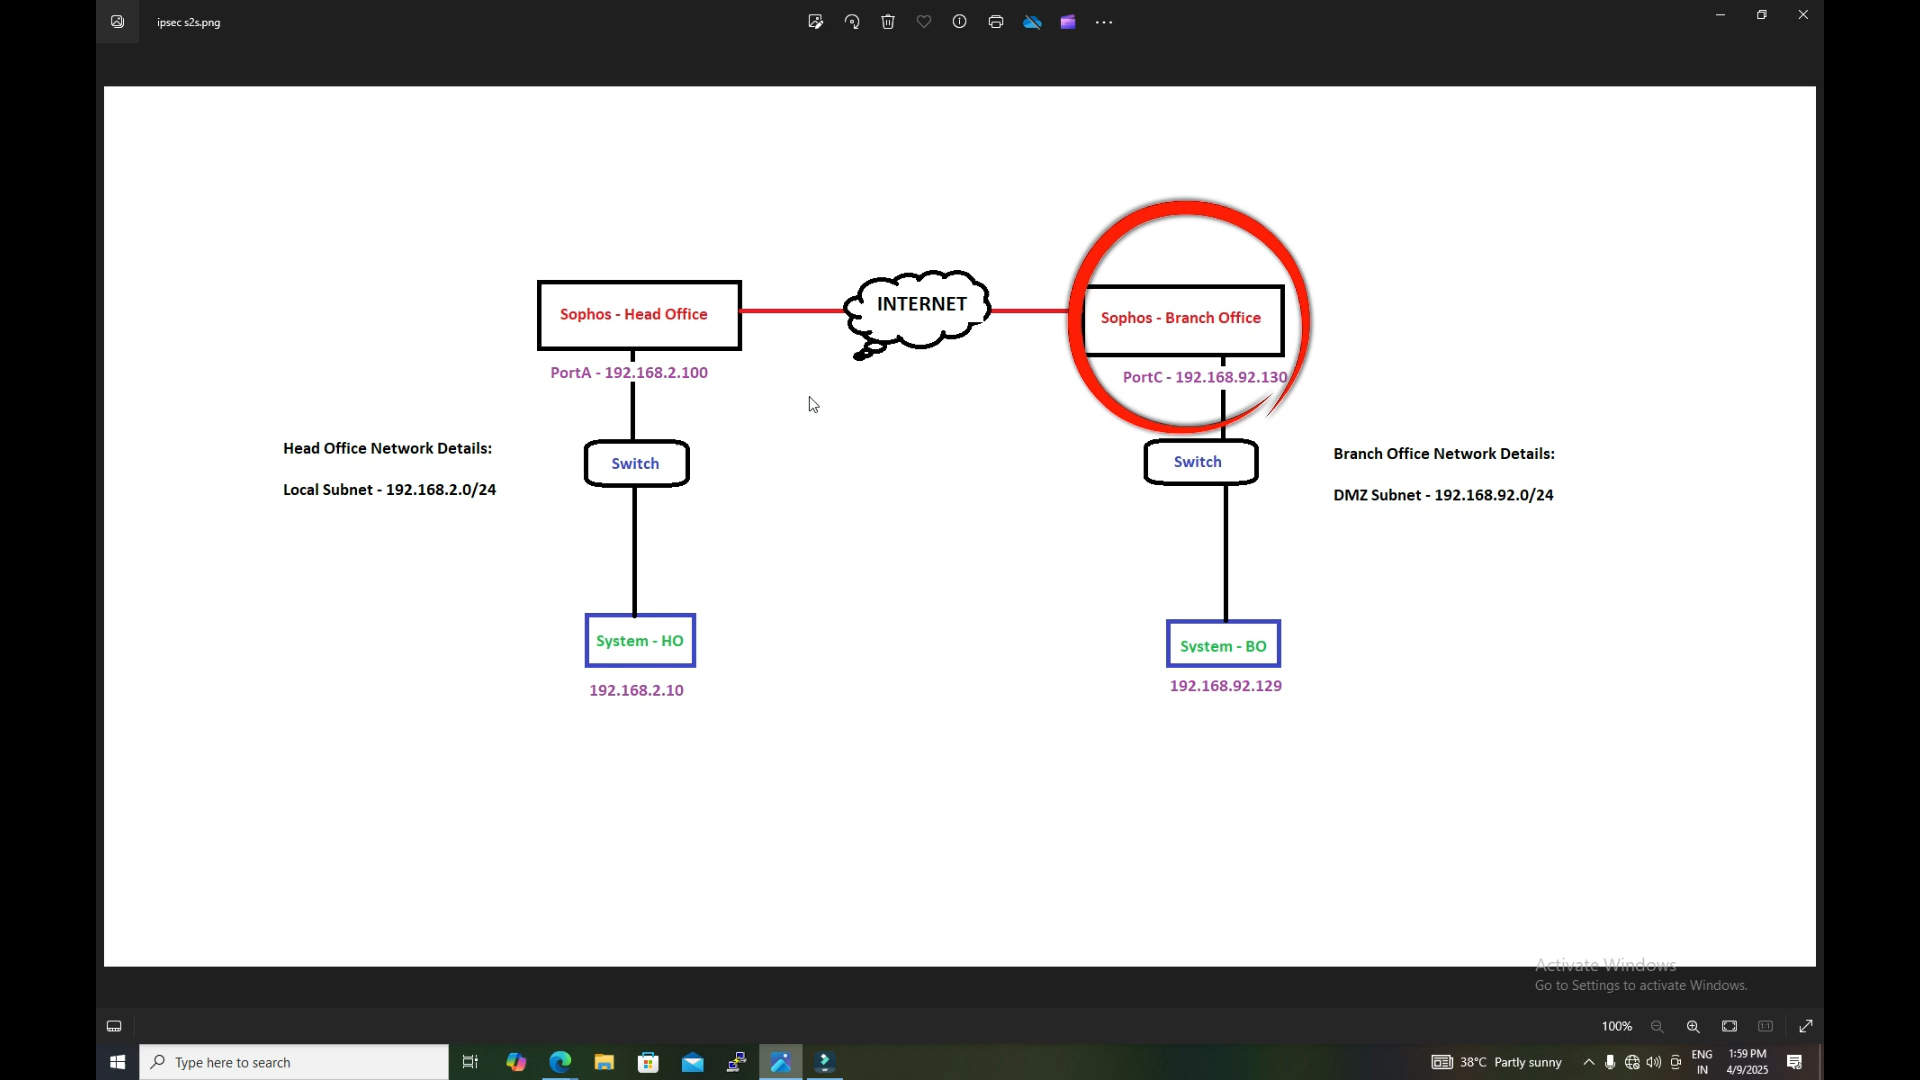 ipsec s2s.png
INTERNET
Sophos - Head Office
Sophos - Branch Office
PortA - 192.168.2.100
PortC - 192.168.92.130
Head Office Network Details:
Switch
Switch
Branch Office Network Details:
Local Subnet - 192.168.2.0/24
DMZ Subnet - 192.168.92.0/24
System - HO
System - BO
192.168.2.10
192.168.92.129
Activate Windows
Go to Settings to activate Windows.
100%
1:1
Type here to search
38°C Partly sunny
ENG
IN
1:59 PM
4/9/2025